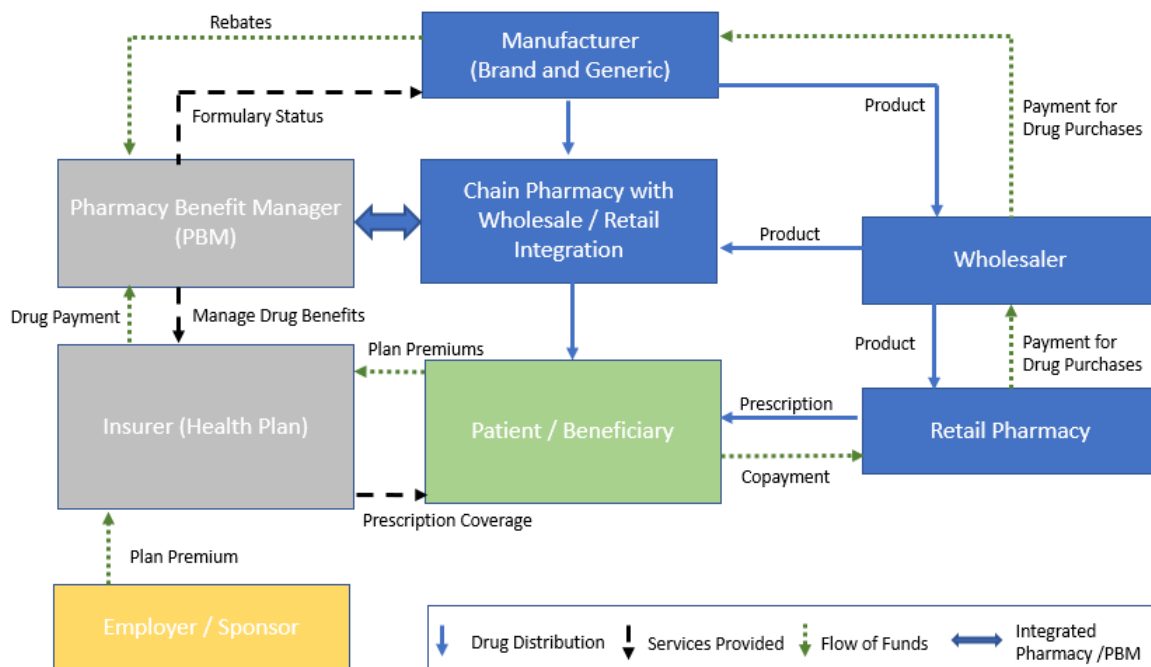 Rebates
Manufacturer
(Brand and Generic)
Formulary Status
Product
Payment for
Drug Purchases
Pharmacy Benefit Manager
(PBM)
Chain Pharmacy with
Wholesale / Retail
Integration
Product
Wholesaler
Drug Payment
Manage Drug Benefits
Plan Premiums
Product
Payment for
Drug Purchases
Insurer (Health Plan)
Patient / Beneficiary
Prescription
Retail Pharmacy
Copayment
Prescription Coverage
Plan Premium
Employer / Sponsor
Drug Distribution
Services Provided
Flow of Funds
Integrated
Pharmacy /PBM